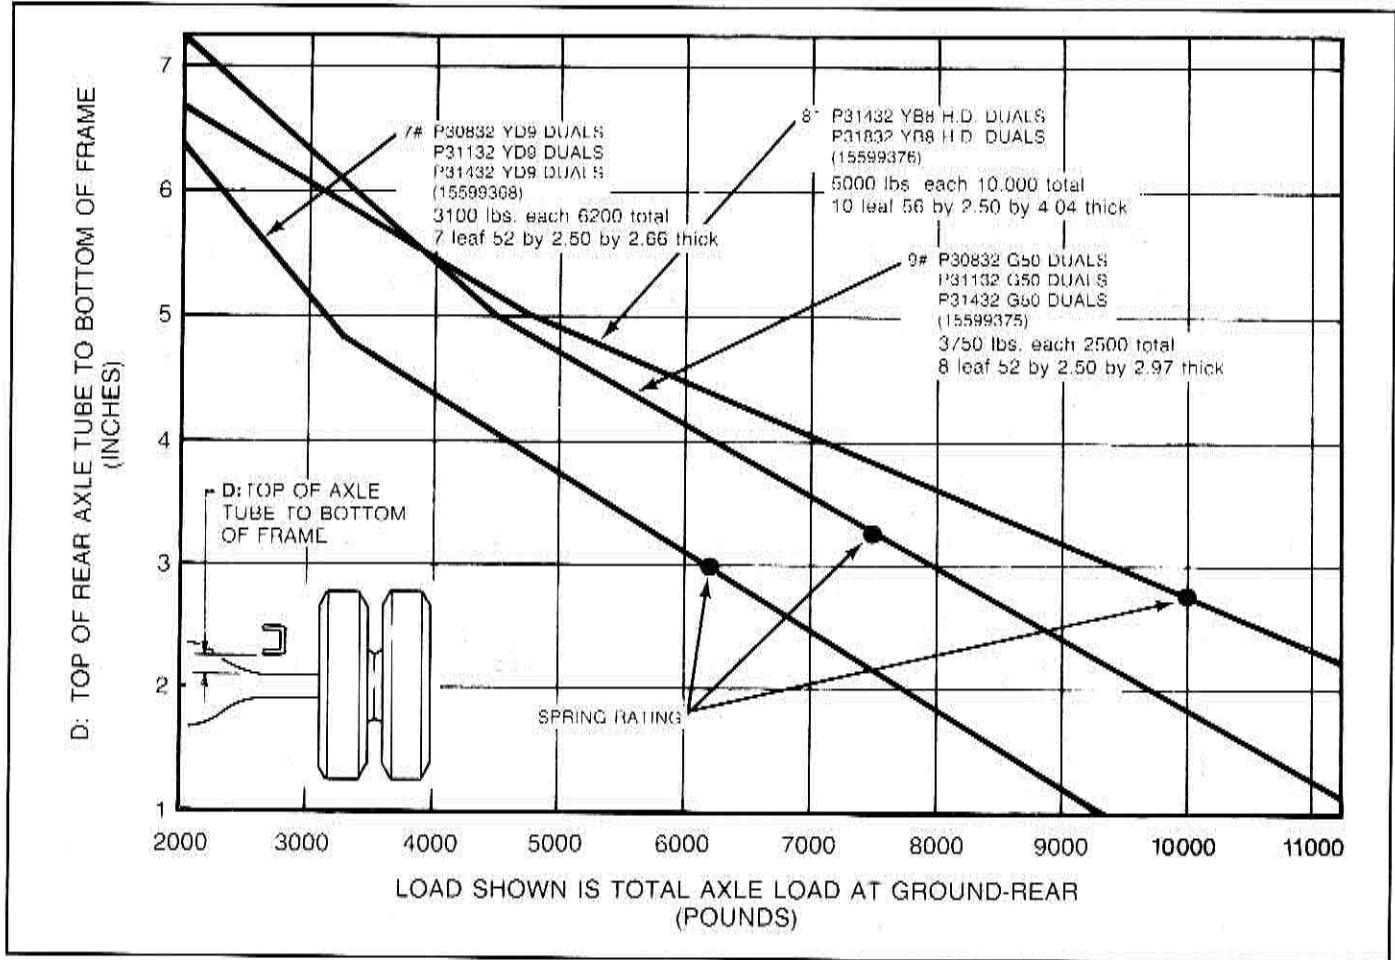 D: TOP OF REAR AXLE TUBE TO BOTTOM OF FRAME
(INCHES)
7
6
5
4
3
2
1
7# P30832 YD9 DUALS
P31132 YD9 DUALS
P31432 YD9 DUALS
(15599368)
3100 lbs. each 6200 total
7 leaf 52 by 2.50 by 2.66 thick
8* P31432 YB8 H.D. DUALS
P31832 YB8 H.D. DUALS
(15599376)
5000 lbs each 10.000 total
10 leaf 56 by 2.50 by 4.04 thick
9# P30832 G50 DUALS
P31132 G50 DUALS
P31432 G50 DUALS
(15599375)
3750 lbs. each 2500 total
8 leaf 52 by 2.50 by 2.97 thick
D: TOP OF AXLE
TUBE TO BOTTOM
OF FRAME
SPRING RATING
2000 3000 4000 5000 6000 7000 8000 9000 10000 11000
LOAD SHOWN IS TOTAL AXLE LOAD AT GROUND-REAR
(POUNDS)